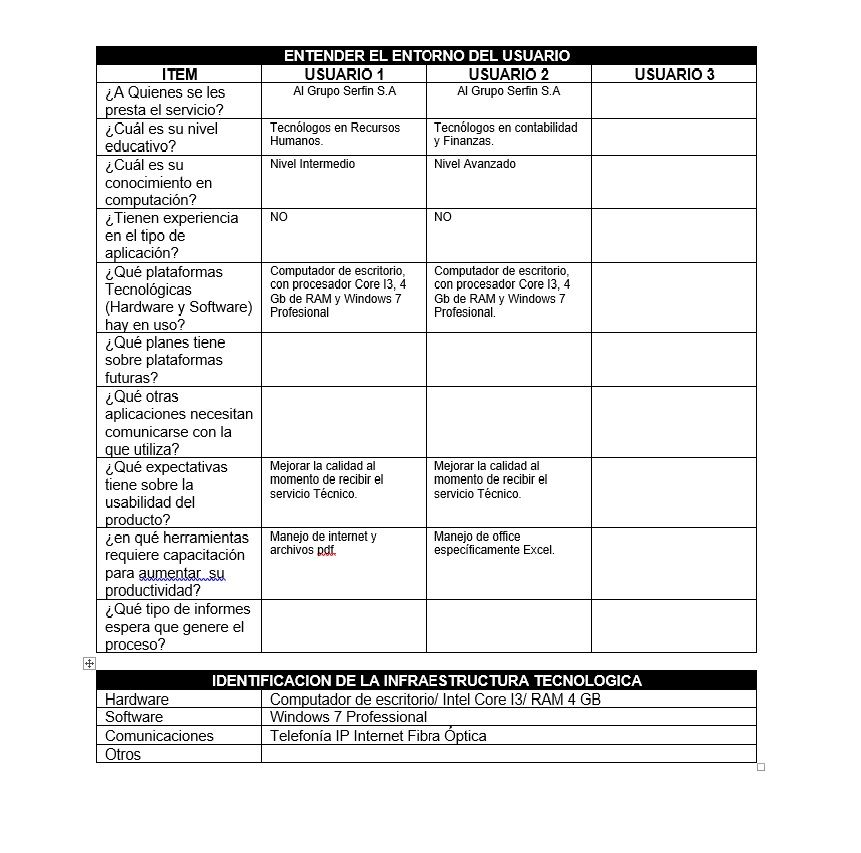 ENTENDER EL ENTORNO DEL USUARIO
ITEM
USUARIO 1
USUARIO 2
USUARIO 3
¿A Quienes se les
presta el servicio?
Al Grupo Serfin S.A
Al Grupo Serfin S.A
¿Cuál es su nivel
educativo?
Tecnólogos en Recursos
Humanos.
Tecnólogos en contabilidad
y Finanzas.
¿Cuál es su
conocimiento en
computación?
Nivel Intermedio
Nivel Avanzado
¿Tienen experiencia
en el tipo de
aplicación?
NO
NO
¿Qué plataformas
Tecnológicas
(Hardware y Software)
hay en uso?
Computador de escritorio,
con procesador Core I3, 4
Gb de RAM y Windows 7
Profesional
Computador de escritorio,
con procesador Core I3, 4
Gb de RAM y Windows 7
Profesional.
¿Qué planes tiene
sobre plataformas
futuras?
¿Qué otras
aplicaciones necesitan
comunicarse con la
que utiliza?
¿Qué expectativas
tiene sobre la
usabilidad del
producto?
Mejorar la calidad al
momento de recibir el
servicio Técnico.
Mejorar la calidad al
momento de recibir el
servicio Técnico.
¿en qué herramientas
requiere capacitación
para aumentar su
productividad?
Manejo de internet y
archivos pdf.
Manejo de office
específicamente Excel.
¿Qué tipo de informes
espera que genere el
proceso?
IDENTIFICACION DE LA INFRAESTRUCTURA TECNOLOGICA
Hardware
Computador de escritorio/ Intel Core I3/ RAM 4 GB
Software
Windows 7 Professional
Comunicaciones
Telefonía IP Internet Fibra Óptica
Otros